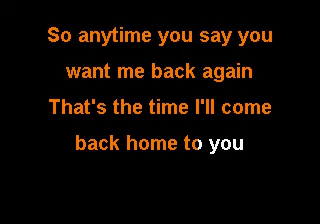 So anytime you say you
want me back again
That's the time I'll come
back home to you